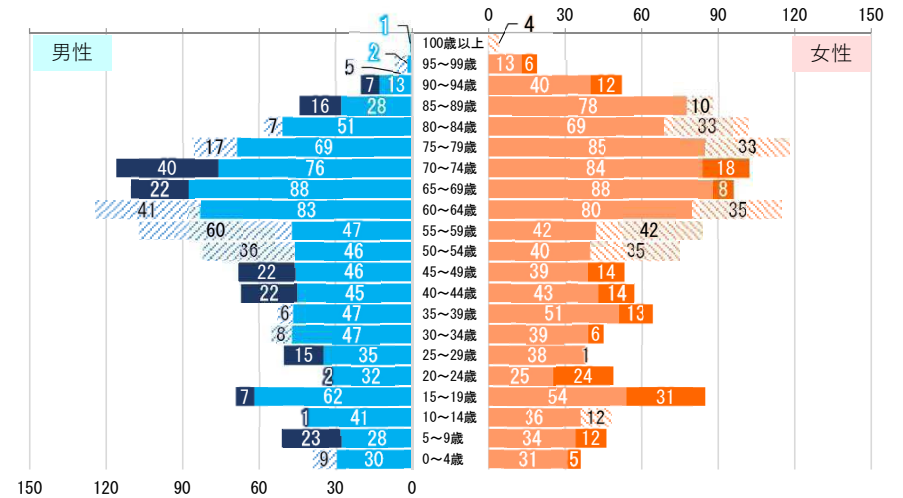 0 30 60 90 120 150
男性 女性
1 100歳以上 4
2 95～99歳 13 6
5 7 13 90～94歳 40 12
16 28 85～89歳 78 10
7 51 80～84歳 69 33
17 69 75～79歳 85 33
40 76 70～74歳 84 18
22 88 65～69歳 88 8
41 83 60～64歳 80 35
60 47 55～59歳 42 42
36 46 50～54歳 40 35
22 46 45～49歳 39 14
22 45 40～44歳 43 14
6 47 35～39歳 51 13
8 47 30～34歳 39 6
15 35 25～29歳 38 1
2 32 20～24歳 25 24
7 62 15～19歳 54 31
1 41 10～14歳 36 12
23 28 5～9歳 34 12
9 30 0～4歳 31 5
150 120 90 60 30 0